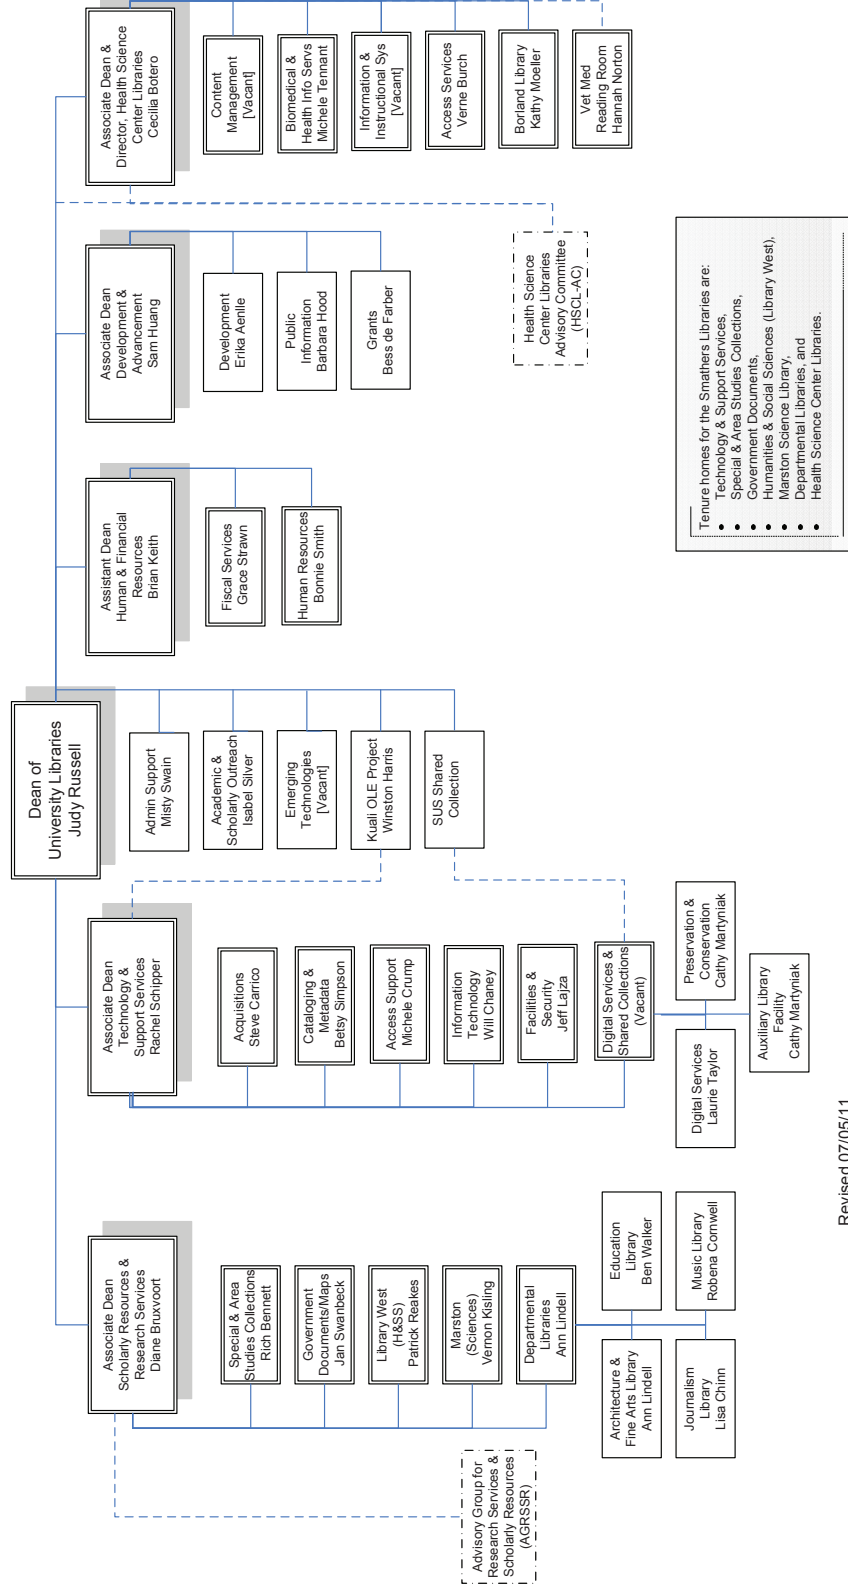 Dean of
University Libraries
Judy Russell
Associate Dean
Scholarly Resources &
Research Services
Diane Bruxvoort
Associate Dean
Technology &
Support Services
Rachel Schipper
Assistant Dean
Human & Financial
Resources
Brian Keith
Associate Dean
Development &
Advancement
Sam Huang
Associate Dean &
Director, Health Science
Center Libraries
Cecilia Botero
Special & Area
Studies Collections
Rich Bennett
Government
Documents/Maps
Jan Swanbeck
Library West
(H&SS)
Patrick Reakes
Marston
(Sciences)
Vernon Kisling
Departmental
Libraries
Ann Lindell
Advisory Group for
Research Services &
Scholarly Resources
(AGRSSR)
Architecture &
Fine Arts Library
Ann Lindell
Education
Library
Ben Walker
Journalism
Library
Lisa Chinn
Music Library
Robena Cornwell
Acquisitions
Steve Carrico
Cataloging &
Metadata
Betsy Simpson
Access Support
Michele Crump
Information
Technology
Will Chaney
Facilities &
Security
Jeff Lajza
Digital Services &
Shared Collections
(Vacant)
Digital Services
Laurie Taylor
Preservation &
Conservation
Cathy Martyniak
Auxiliary Library
Facility
Cathy Martyniak
Admin Support
Misty Swain
Academic &
Scholarly Outreach
Isabel Silver
Emerging
Technologies
[Vacant]
Kuali OLE Project
Winston Harris
SUS Shared
Collection
Fiscal Services
Grace Strawn
Human Resources
Bonnie Smith
Development
Erika Aenlle
Public
Information
Barbara Hood
Grants
Bess de Farber
Content
Management
[Vacant]
Biomedical &
Health Info Servs
Michele Tennant
Information &
Instructional Sys
[Vacant]
Access Services
Verne Burch
Borland Library
Kathy Moeller
Vet Med
Reading Room
Hannah Norton
Health Science
Center Libraries
Advisory Committee
(HSCL-AC)
Tenure homes for the Smathers Libraries are:
• Technology & Support Services,
• Special & Area Studies Collections,
• Government Documents,
• Humanities & Social Sciences (Library West),
• Marston Science Library,
• Departmental Libraries, and
• Health Science Center Libraries.
Revised 07/05/11